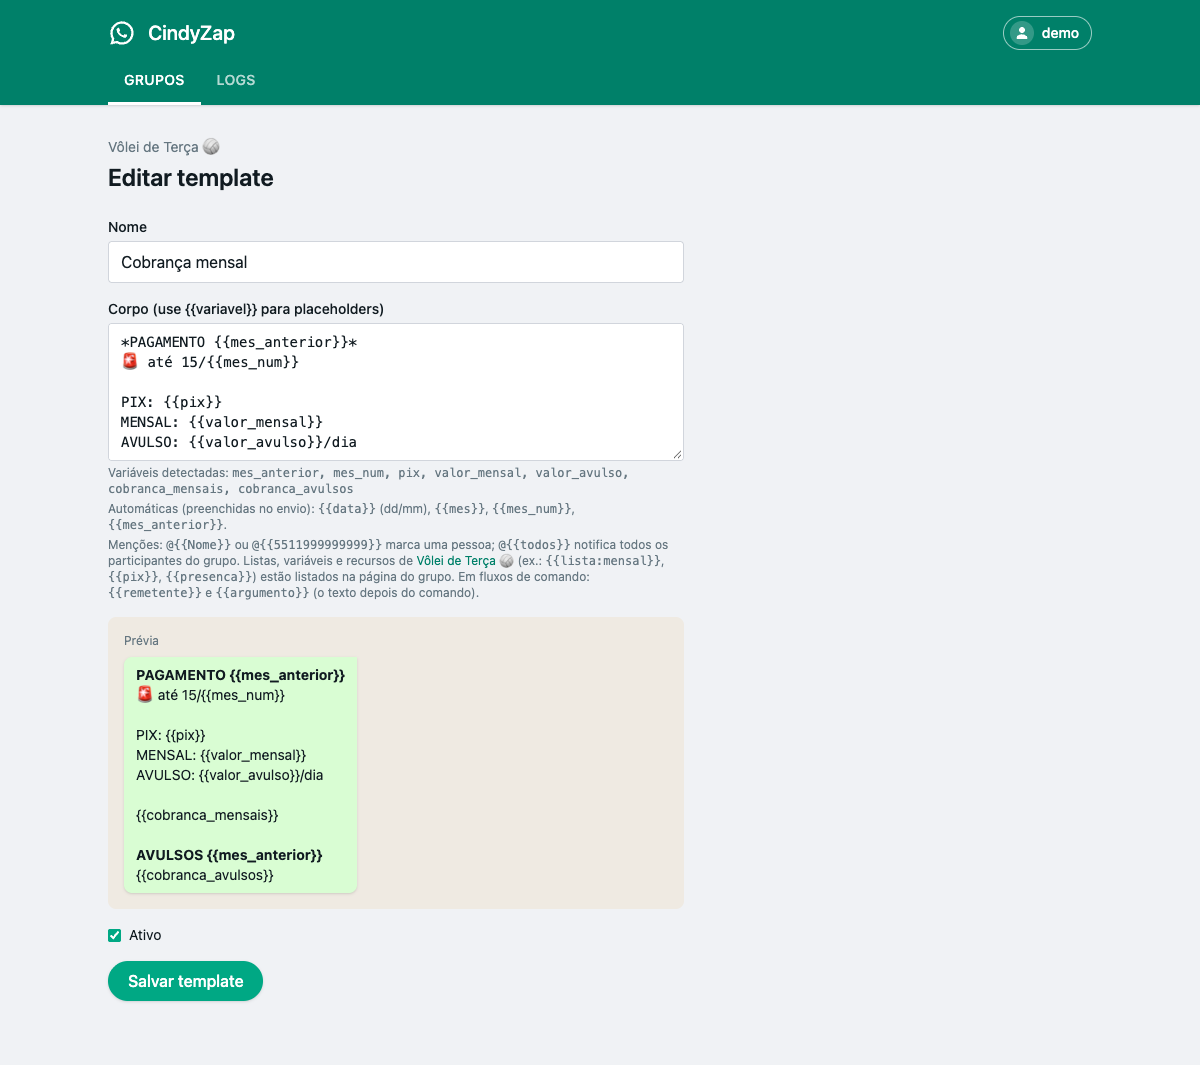 CindyZap
demo
GRUPOS
LOGS
Vôlei de Terça 🏐
Editar template
Nome
Cobrança mensal
Corpo (use {{variavel}} para placeholders)
*PAGAMENTO {{mes_anterior}}*
🚨 até 15/{{mes_num}}
PIX: {{pix}}
MENSAL: {{valor_mensal}}
AVULSO: {{valor_avulso}}/dia
Variáveis detectadas: mes_anterior, mes_num, pix, valor_mensal, valor_avulso,
cobranca_mensais, cobranca_avulsos
Automáticas (preenchidas no envio): {{data}} (dd/mm), {{mes}}, {{mes_num}},
{{mes_anterior}}.
Menções: @{{Nome}} ou @{{5511999999999}} marca uma pessoa; @{{todos}} notifica todos os
participantes do grupo. Listas, variáveis e recursos de Vôlei de Terça 🏐 (ex.: {{lista:mensal}},
{{pix}}, {{presenca}}) estão listados na página do grupo. Em fluxos de comando:
{{remetente}} e {{argumento}} (o texto depois do comando).
Prévia
PAGAMENTO {{mes_anterior}}
🚨 até 15/{{mes_num}}
PIX: {{pix}}
MENSAL: {{valor_mensal}}
AVULSO: {{valor_avulso}}/dia
{{cobranca_mensais}}
AVULSOS {{mes_anterior}}
{{cobranca_avulsos}}
Ativo
Salvar template